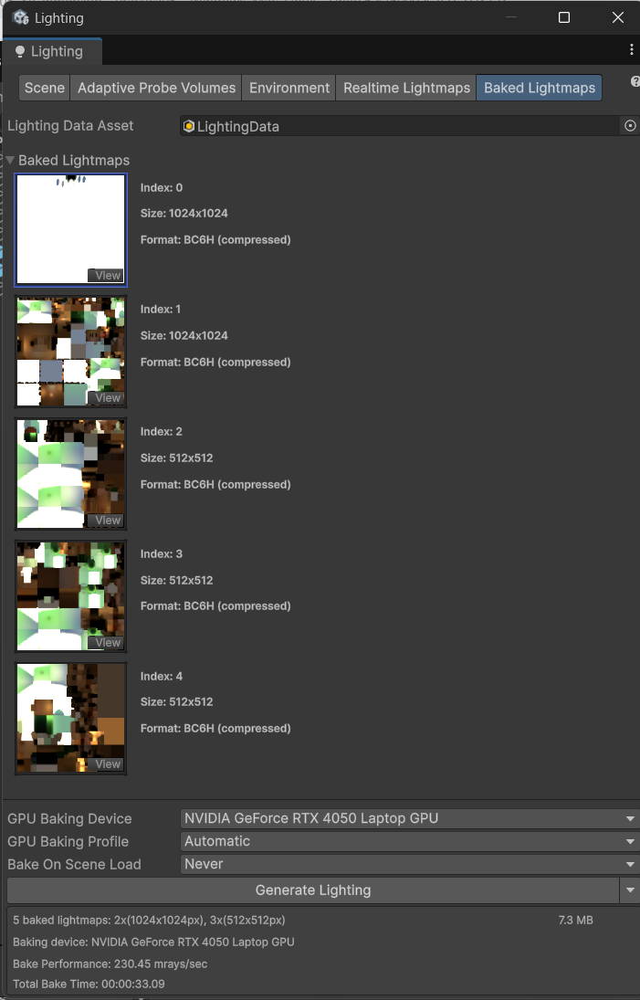 Lighting
Lighting
Scene Adaptive Probe Volumes Environment Realtime Lightmaps Baked Lightmaps
Lighting Data Asset LightingData
Baked Lightmaps
Index: 0
Size: 1024x1024
Format: BC6H (compressed)
View
Index: 1
Size: 1024x1024
Format: BC6H (compressed)
View
Index: 2
Size: 512x512
Format: BC6H (compressed)
View
Index: 3
Size: 512x512
Format: BC6H (compressed)
View
Index: 4
Size: 512x512
Format: BC6H (compressed)
View
GPU Baking Device NVIDIA GeForce RTX 4050 Laptop GPU
GPU Baking Profile Automatic
Bake On Scene Load Never
Generate Lighting
5 baked lightmaps: 2x(1024x1024px), 3x(512x512px) 7.3 MB
Baking device: NVIDIA GeForce RTX 4050 Laptop GPU
Bake Performance: 230.45 mrays/sec
Total Bake Time: 00:00:33.09